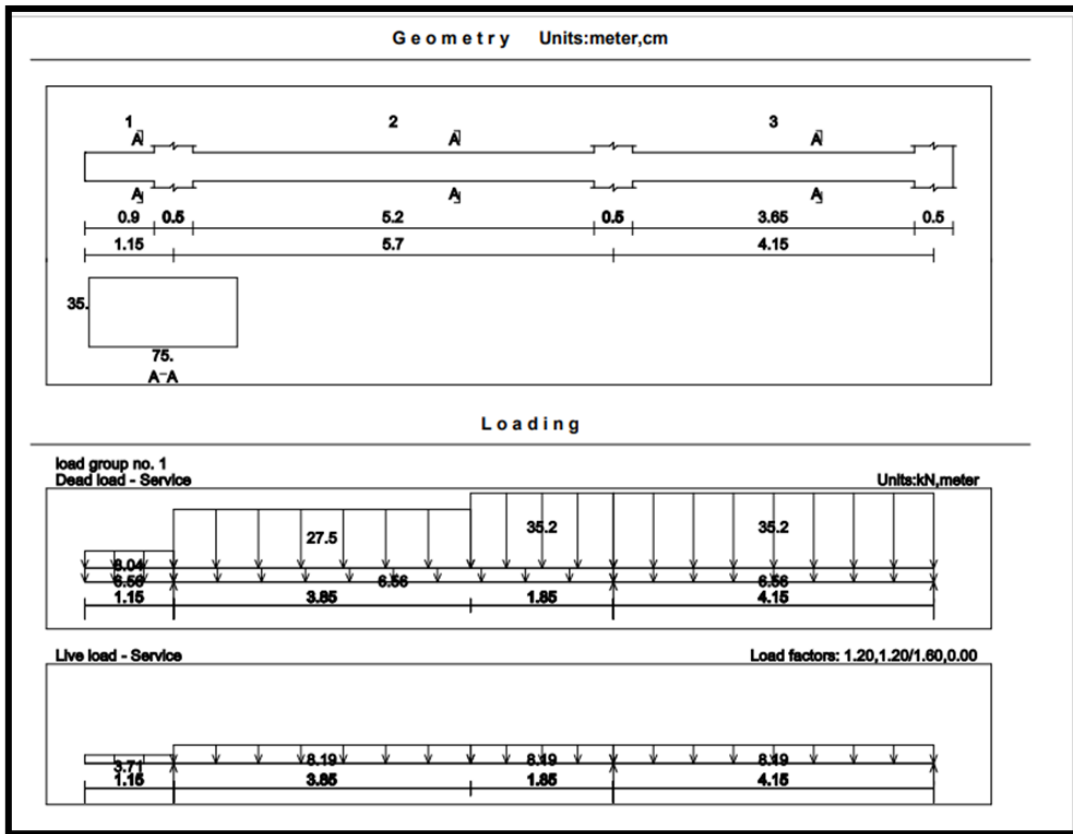 Geometry Units:meter,cm
1 2 3
A A A
A A A
0.9 0.5 5.2 0.5 3.65 0.5
1.15 5.7 4.15
35.
75.
A-A
Loading
load group no. 1
Dead load - Service Units:kN,meter
27.5 35.2 35.2
8.04
6.56 6.56 6.56
1.15 3.85 1.85 4.15
Live load - Service Load factors: 1.20,1.20/1.60,0.00
3.71 8.19 8.19 8.19
1.15 3.85 1.85 4.15